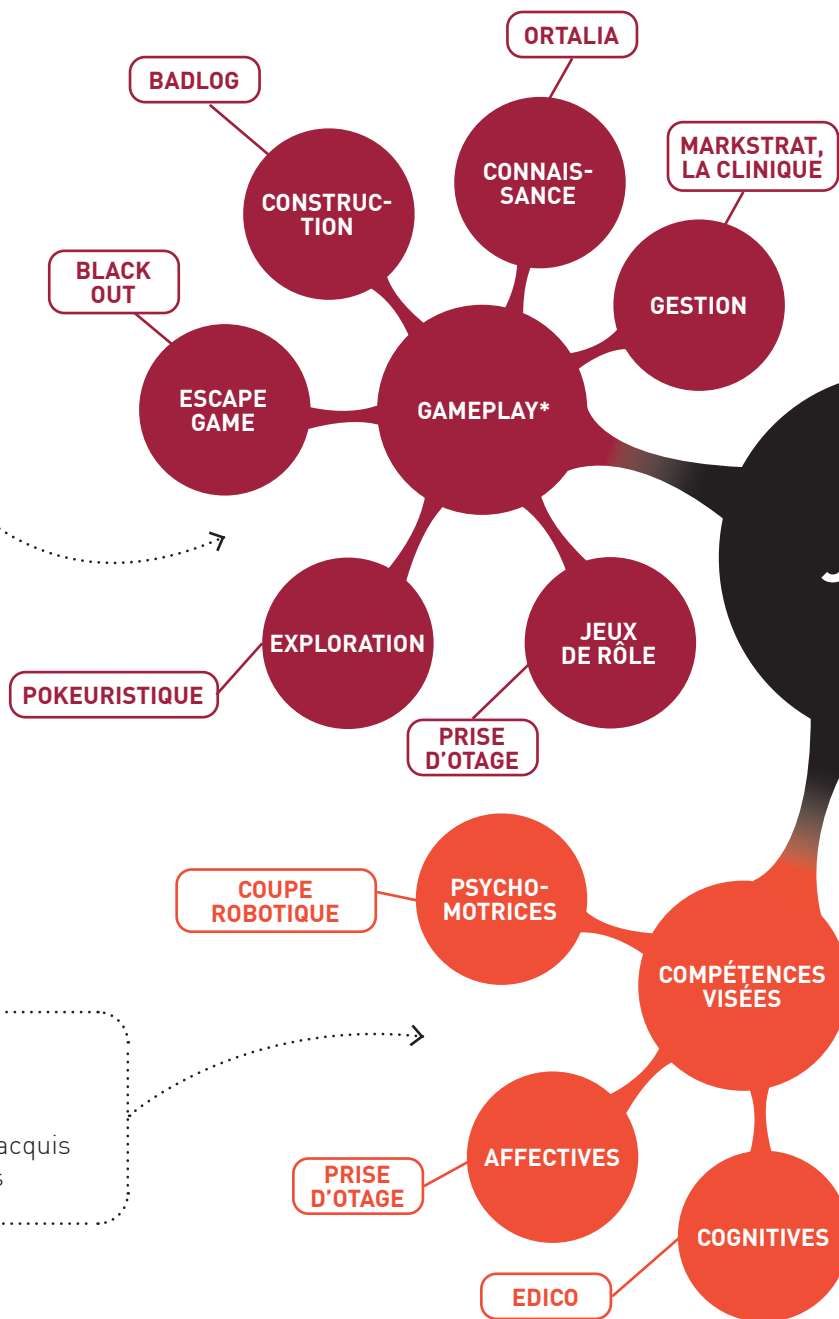 ORTALIA
BADLOG
MARKSTRAT,
LA CLINIQUE
CONNAIS-
SANCE
CONSTRUC-
TION
BLACK
OUT
GESTION
ESCAPE
GAME
GAMEPLAY*
EXPLORATION
JEUX
DE RÔLE
POKEURISTIQUE
PRISE
D'OTAGE
COUPE
ROBOTIQUE
PSYCHO-
MOTRICES
COMPÉTENCES
VISÉES
acquis
s
AFFECTIVES
PRISE
D'OTAGE
COGNITIVES
EDICO